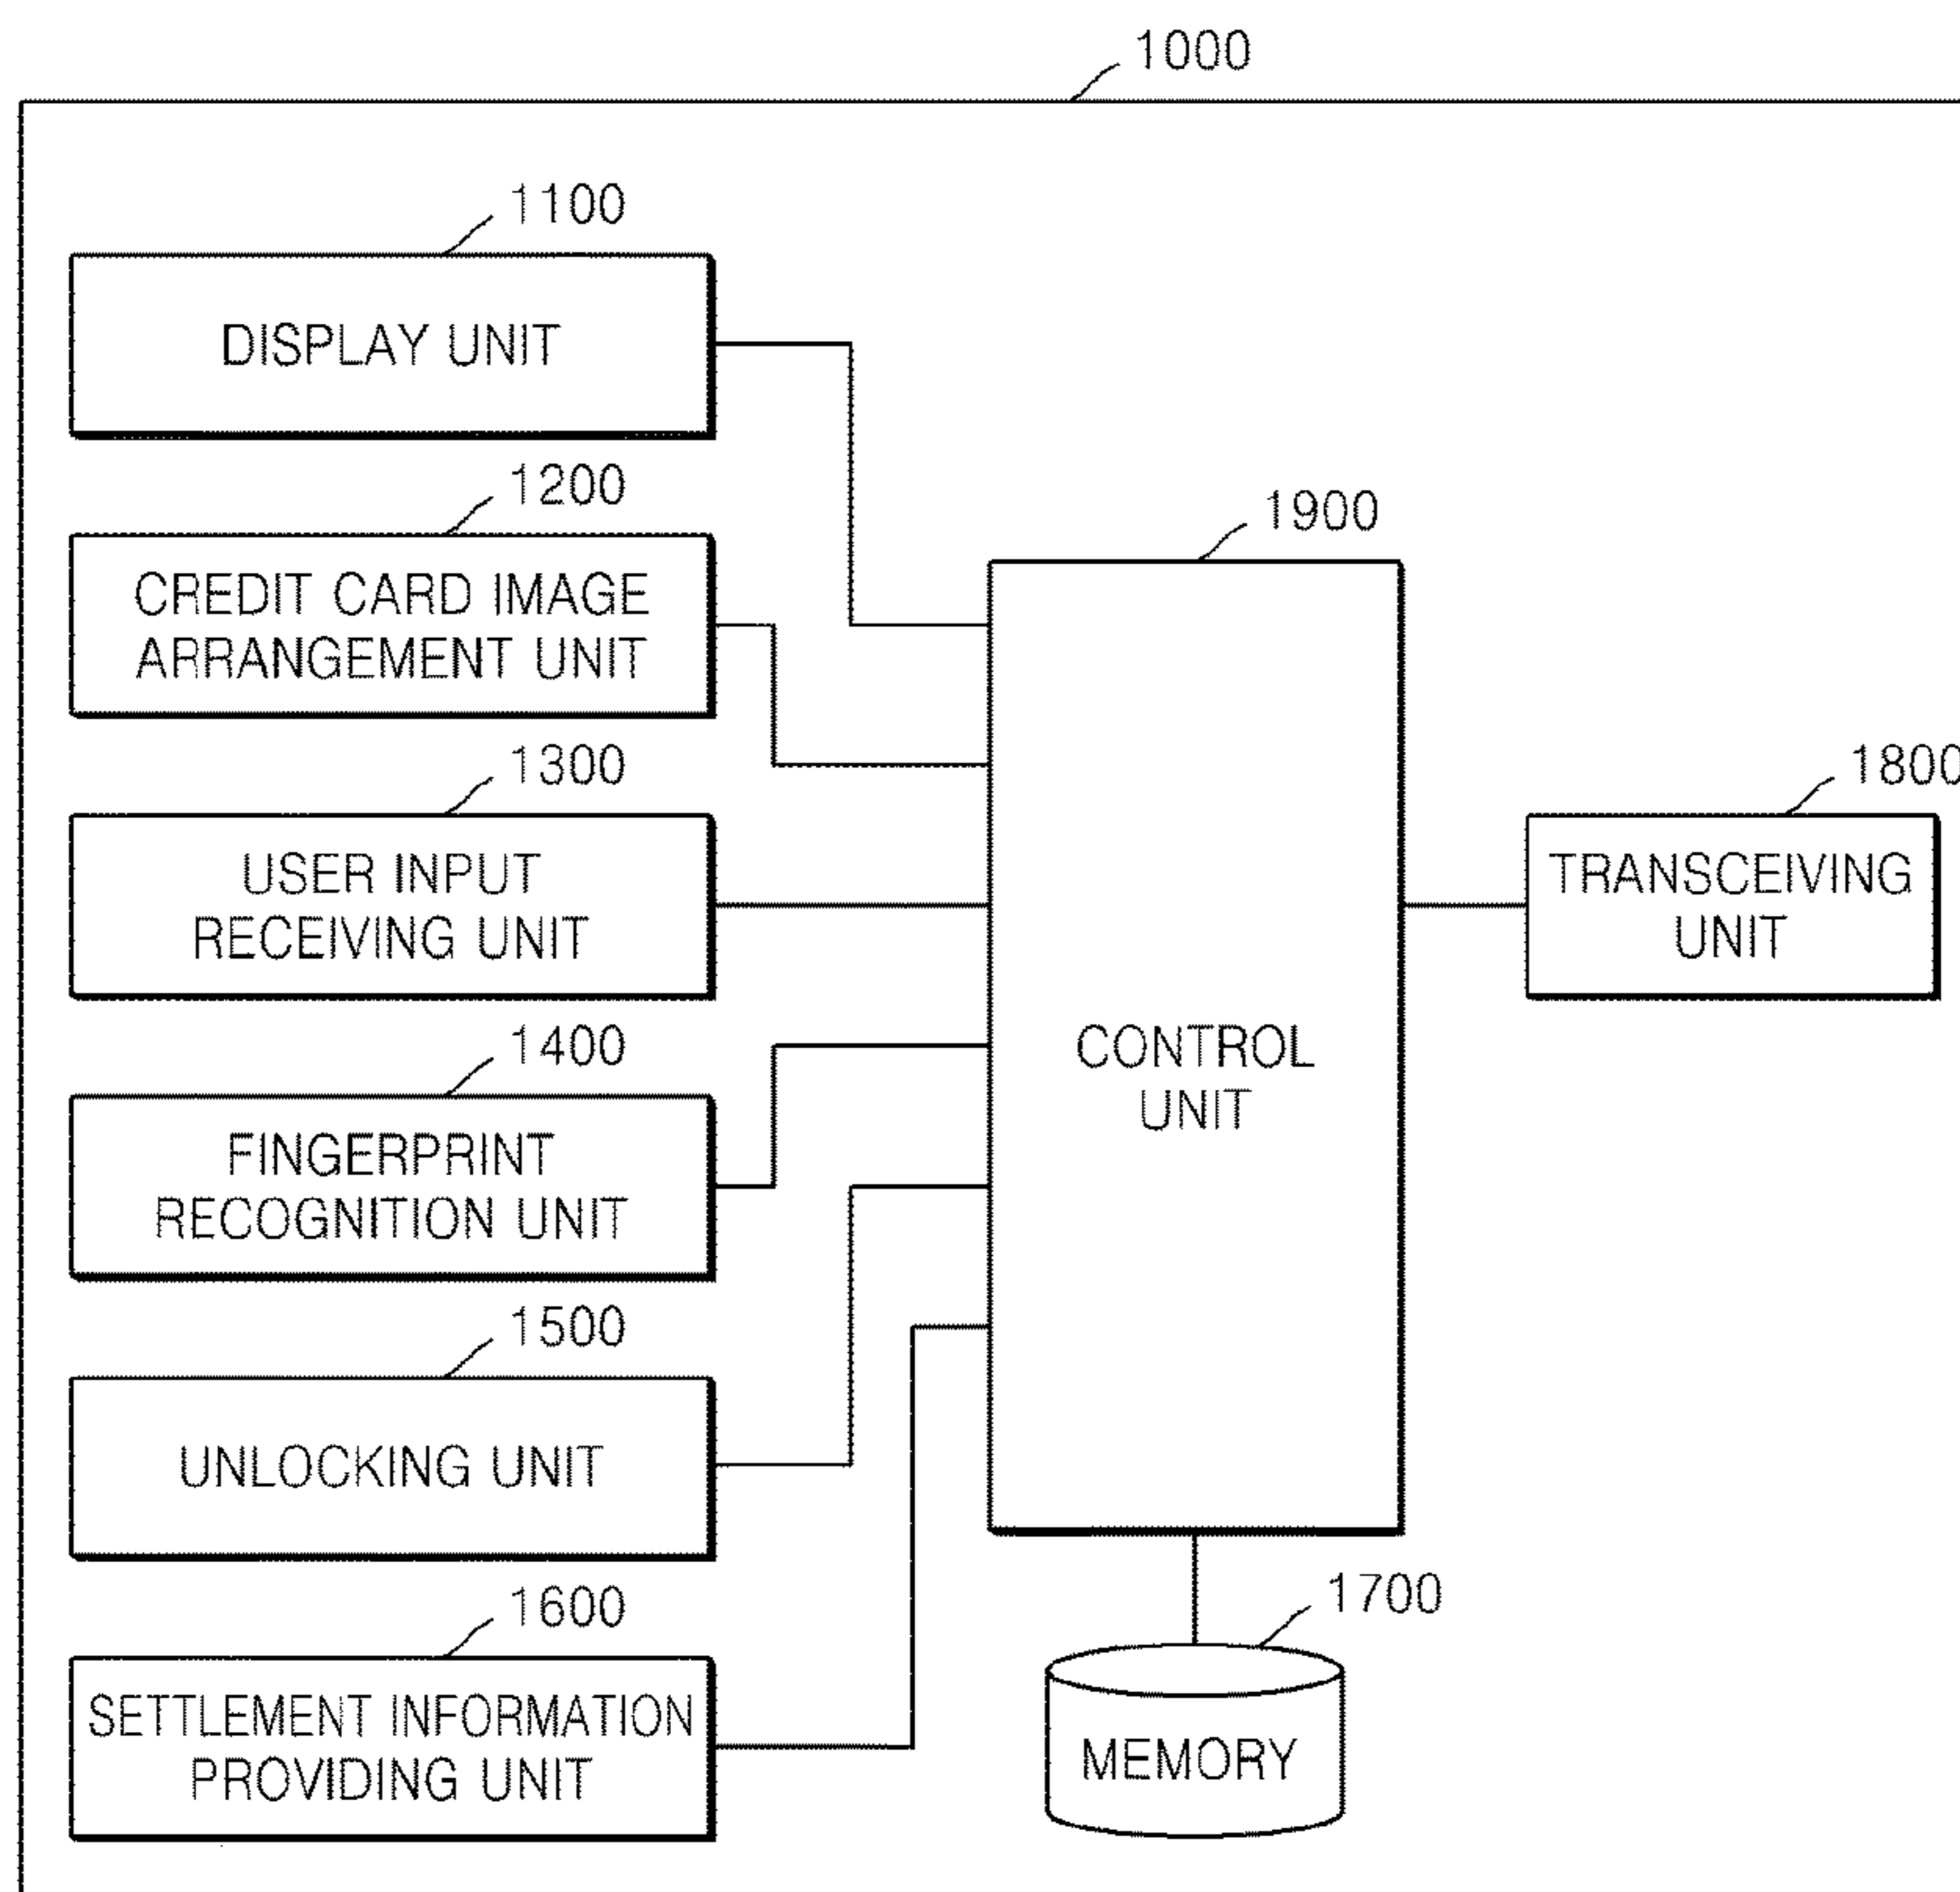 1000
1100
DISPLAY UNIT
1200
CREDIT CARD IMAGE
ARRANGEMENT UNIT
1300
USER INPUT
RECEIVING UNIT
1400
FINGERPRINT
RECOGNITION UNIT
1500
UNLOCKING UNIT
1600
SETTLEMENT INFORMATION
PROVIDING UNIT
1900
CONTROL
UNIT
1700
MEMORY
1800
TRANSCEIVING
UNIT